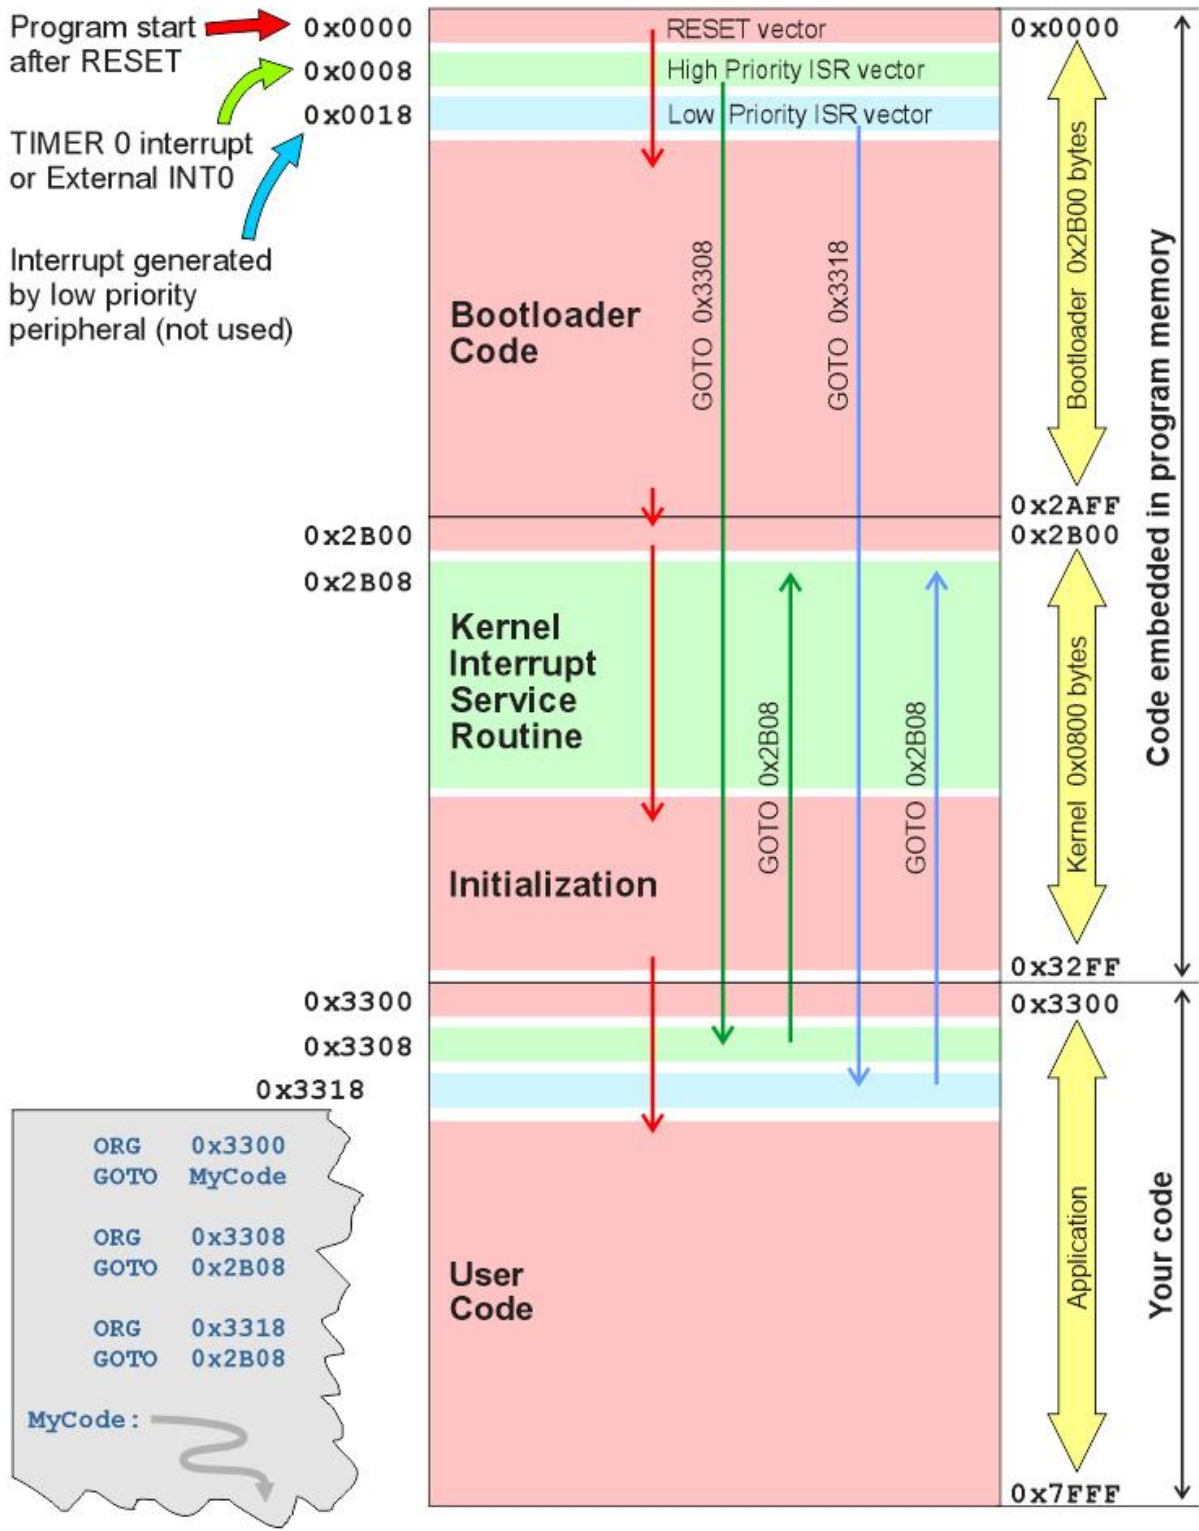 Program start
after RESET
0x0000
0x0008
0x0018
TIMER 0 interrupt
or External INT0
Interrupt generated
by low priority
peripheral (not used)
RESET vector
High Priority ISR vector
Low Priority ISR vector
Bootloader
Code
GOTO 0x3308
GOTO 0x3318
0x0000
Bootloader 0x2B00 bytes
0x2AFF
0x2B00
0x2B08
0x2B00
Kernel
Interrupt
Service
Routine
GOTO 0x2B08
GOTO 0x2B08
Kernel 0x0800 bytes
Initialization
0x32FF
Code embedded in program memory
0x3300
0x3308
0x3318
0x3300
ORG 0x3300
GOTO MyCode
ORG 0x3308
GOTO 0x2B08
ORG 0x3318
GOTO 0x2B08
MyCode:
User
Code
Application
Your code
0x7FFF